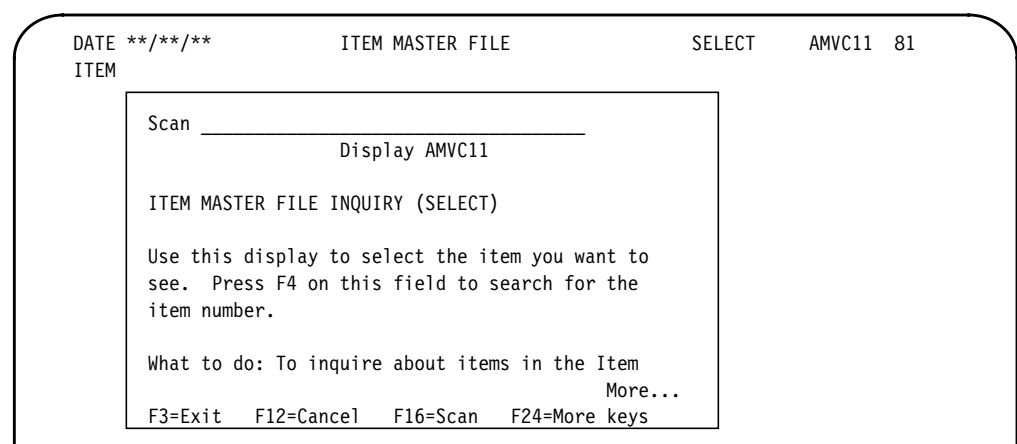 DATE **/**/** ITEM MASTER FILE SELECT AMVC11 81
ITEM
Scan ____________________________________
Display AMVC11
ITEM MASTER FILE INQUIRY (SELECT)
Use this display to select the item you want to
see. Press F4 on this field to search for the
item number.
What to do: To inquire about items in the Item
More...
F3=Exit F12=Cancel F16=Scan F24=More keys